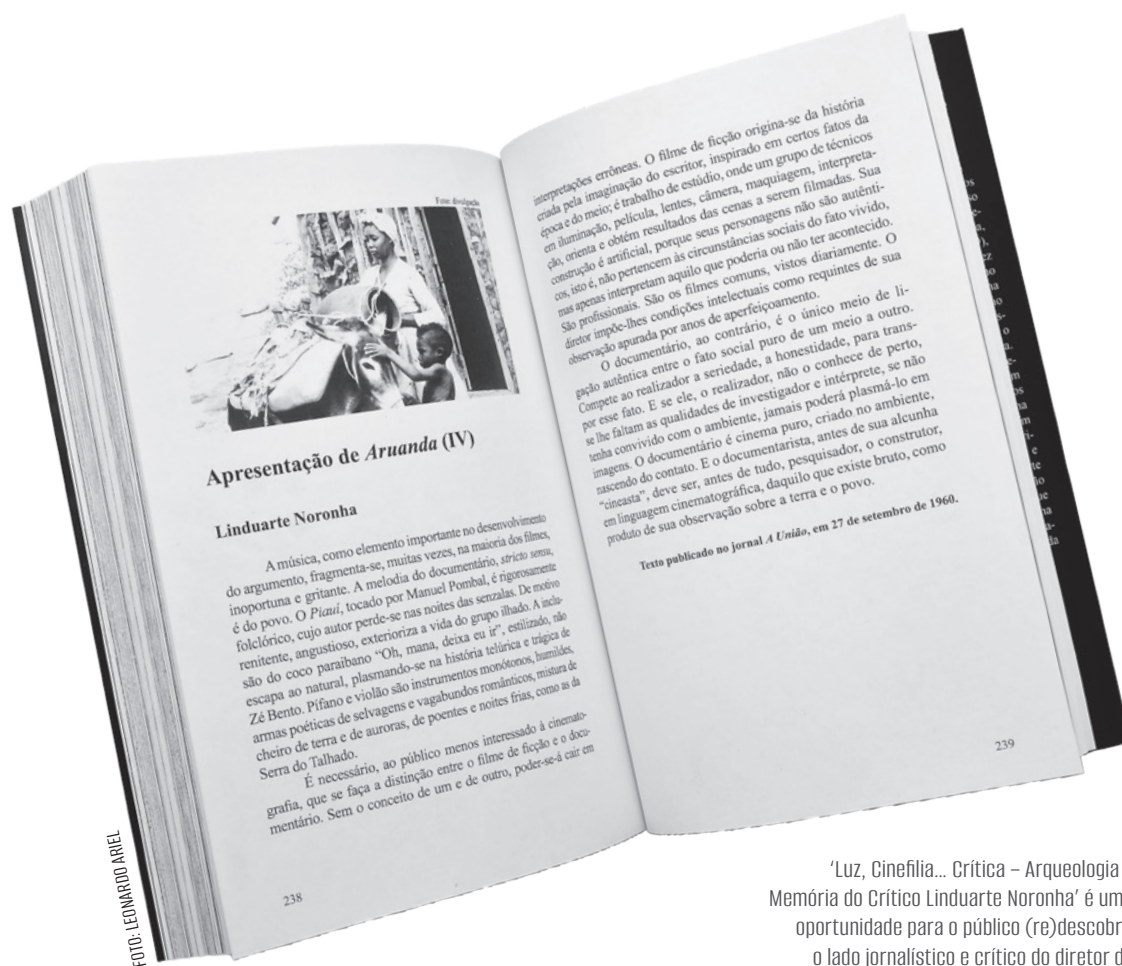 Foto: divulgação
Apresentação de Aruanda (IV)
Linduarte Noronha
A música, como elemento importante no desenvolvimento
do argumento, fragmenta-se, muitas vezes, na maioria dos filmes,
inoportuna e gritante. A melodia do documentário, stricto sensu,
é do povo. O Piauí, tocado por Manuel Pombal, é rigorosamente
folclórico, cujo autor perde-se nas noites das senzalas. De motivo
renitente, angustioso, exterioriza a vida do grupo ilhado. A inclu-
são do coco paraibano “Oh, mana, deixa eu ir”, estilizado, não
escapa ao natural, plasmando-se na história telúrica e trágica de
Zé Bento. Pífano e violão são instrumentos monótonos, humildes,
armas poéticas de selvagens e vagabundos românticos, mistura de
cheiro de terra e de auroras, de poentes e noites frias, como as da
Serra do Talhado.
É necessário, ao público menos interessado à cinemato-
grafia, que se faça a distinção entre o filme de ficção e o docu-
mentário. Sem o conceito de um e de outro, poder-se-á cair em
238
interpretações errôneas. O filme de ficção origina-se da história
criada pela imaginação do escritor, inspirado em certos fatos da
época e do meio; é trabalho de estúdio, onde um grupo de técnicos
em iluminação, película, lentes, câmera, maquiagem, interpreta-
ção, orienta e obtém resultados das cenas a serem filmadas. Sua
construção é artificial, porque seus personagens não são autênti-
cos, isto é, não pertencem às circunstâncias sociais do fato vivido,
mas apenas interpretam aquilo que poderia ou não ter acontecido.
São profissionais. São os filmes comuns, vistos diariamente. O
diretor impõe-lhes condições intelectuais como requintes de sua
observação apurada por anos de aperfeiçoamento.
O documentário, ao contrário, é o único meio de li-
gação autêntica entre o fato social puro de um meio a outro.
Compete ao realizador a seriedade, a honestidade, para trans-
por esse fato. E se ele, o realizador, não o conhece de perto,
se lhe faltam as qualidades de investigador e intérprete, se não
tenha convivido com o ambiente, jamais poderá plasmá-lo em
imagens. O documentário é cinema puro, criado no ambiente,
nascendo do contato. E o documentarista, antes de sua alcunha
“cineasta”, deve ser, antes de tudo, pesquisador, o construtor,
em linguagem cinematográfica, daquilo que existe bruto, como
produto de sua observação sobre a terra e o povo.
Texto publicado no jornal A União, em 27 de setembro de 1960.
239
FOTO: LEONARDO ARIEL
‘Luz, Cinefilia... Crítica – Arqueologia
Memória do Crítico Linduarte Noronha’ é um
oportunidade para o público (re)descobr
o lado jornalístico e crítico do diretor d